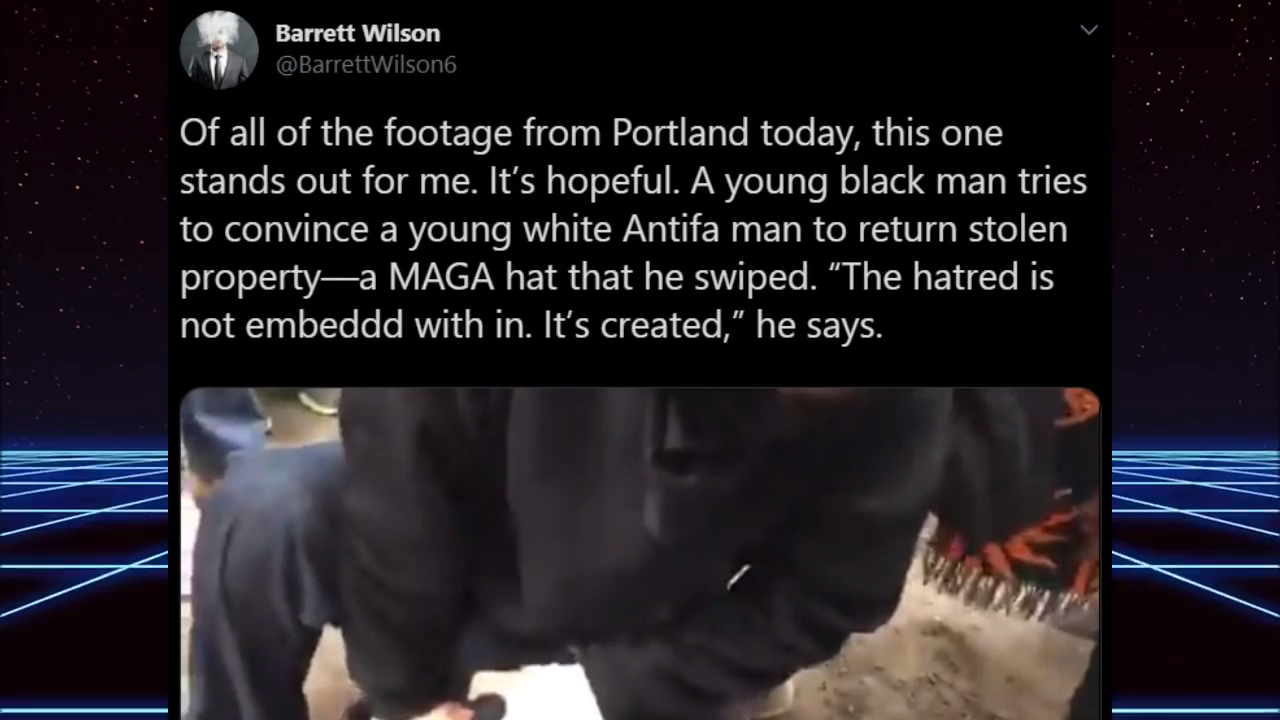 Barrett Wilson
@BarrettWilson6
Of all of the footage from Portland today, this one
stands out for me. It’s hopeful. A young black man tries
to convince a young white Antifa man to return stolen
property—a MAGA hat that he swiped. “The hatred is
not embeddd with in. It’s created,” he says.